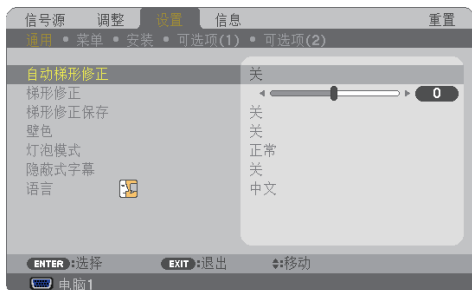 信号源 调整 设置 信息 重置
通用 • 菜单 • 安装 • 可选项(1) • 可选项(2)
自动梯形修正 关
梯形修正 0
梯形修正保存 关
壁色 关
灯泡模式 正常
隐蔽式字幕 关
语言 中文
ENTER :选择 EXIT :退出 :移动
电脑1